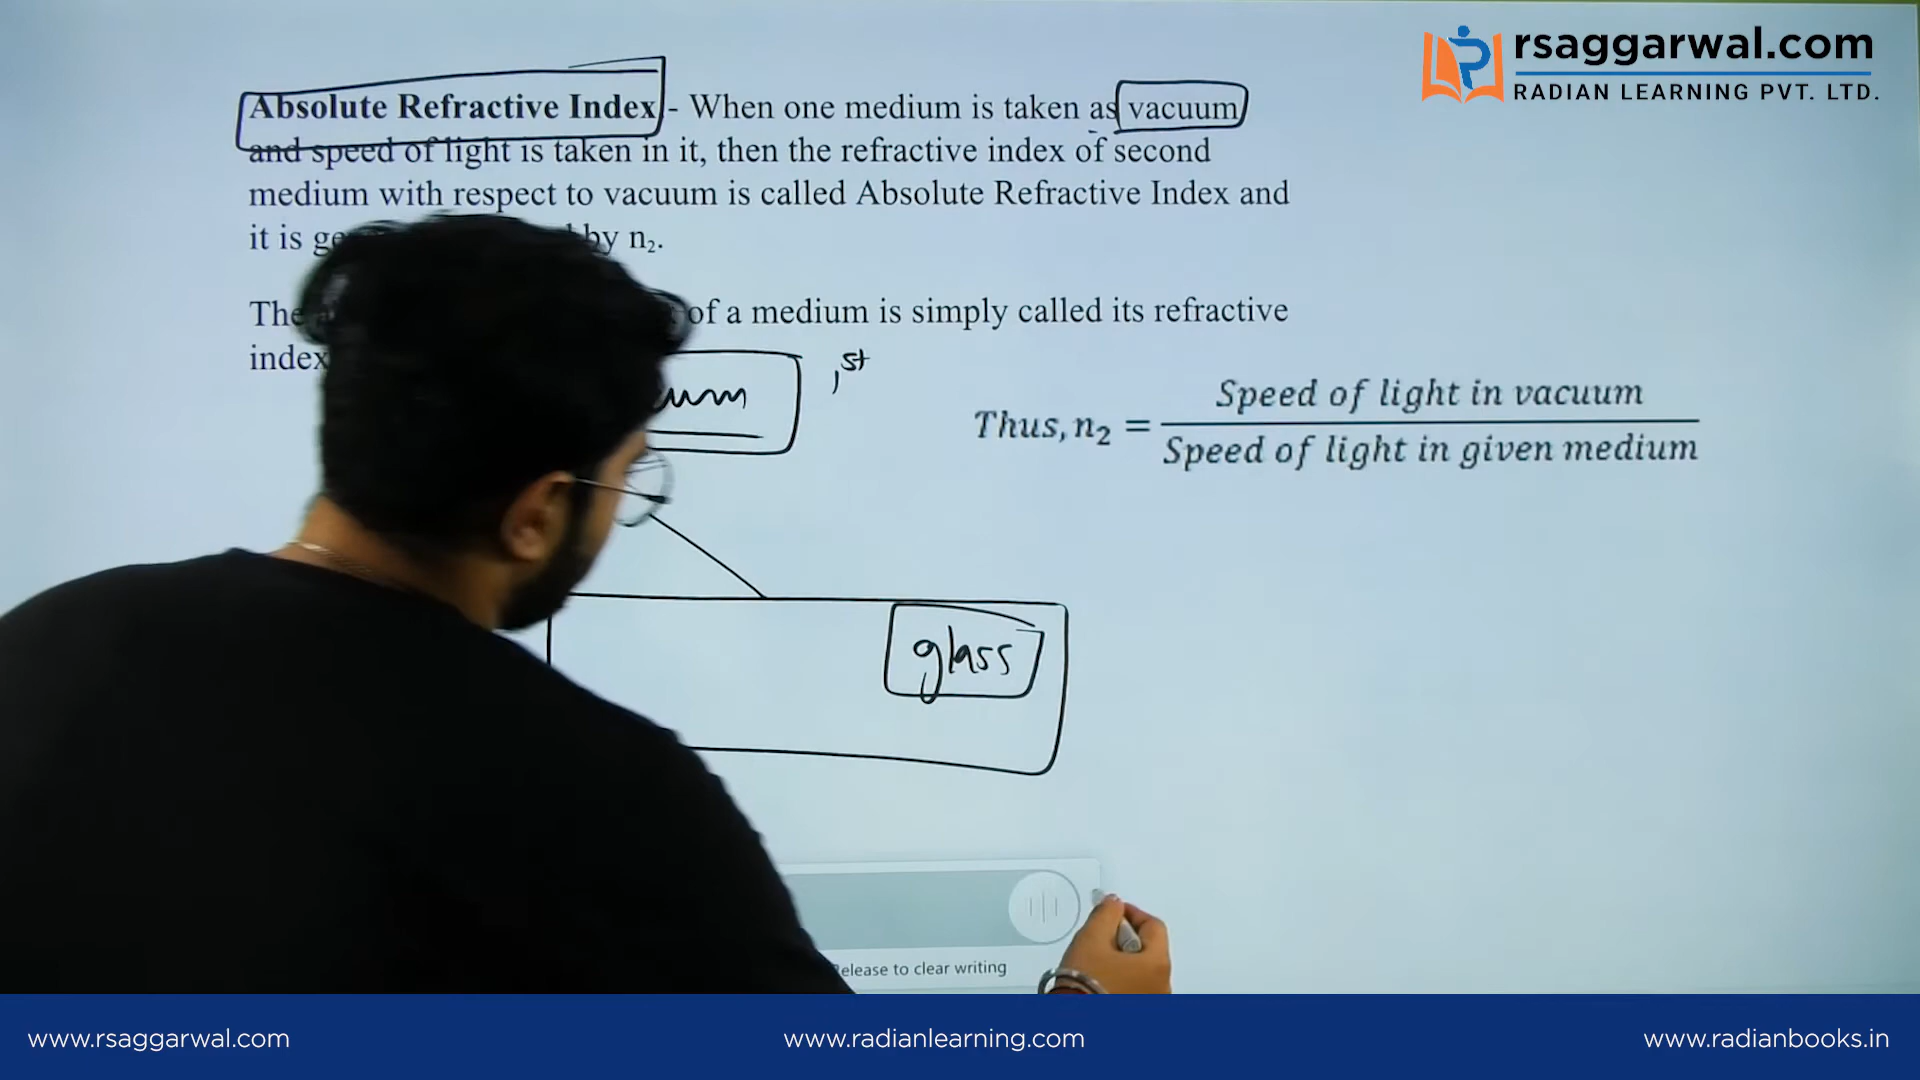 rsaggarwal.com
RADIAN LEARNING PVT. LTD.
Absolute Refractive Index - When one medium is taken as vacuum
and speed of light is taken in it, then the refractive index of second
medium with respect to vacuum is called Absolute Refractive Index and
it is by n₂.
The of a medium is simply called its refractive
index
1st
Thus, n₂ = Speed of light in vacuum
Speed of light in given medium
glass
Release to clear writing
www.rsaggarwal.com
www.radianlearning.com
www.radianbooks.in